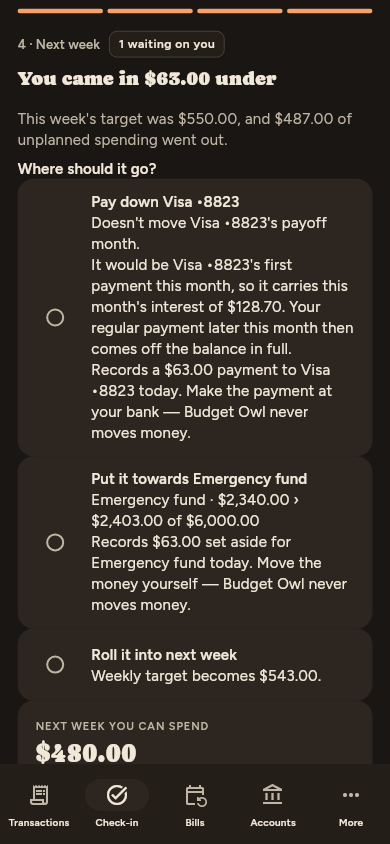 4 · Next week
1 waiting on you
You came in $63.00 under
This week's target was $550.00, and $487.00 of
unplanned spending went out.
Where should it go?
Pay down Visa •8823
Doesn't move Visa •8823's payoff
month.
It would be Visa •8823's first
payment this month, so it carries this
month's interest of $128.70. Your
regular payment later this month then
comes off the balance in full.
Records a $63.00 payment to Visa
•8823 today. Make the payment at
your bank — Budget Owl never
moves money.
Put it towards Emergency fund
Emergency fund · $2,340.00 ›
$2,403.00 of $6,000.00
Records $63.00 set aside for
Emergency fund today. Move the
money yourself — Budget Owl never
moves money.
Roll it into next week
Weekly target becomes $543.00.
NEXT WEEK YOU CAN SPEND
$480.00
Transactions
Check-in
Bills
Accounts
More